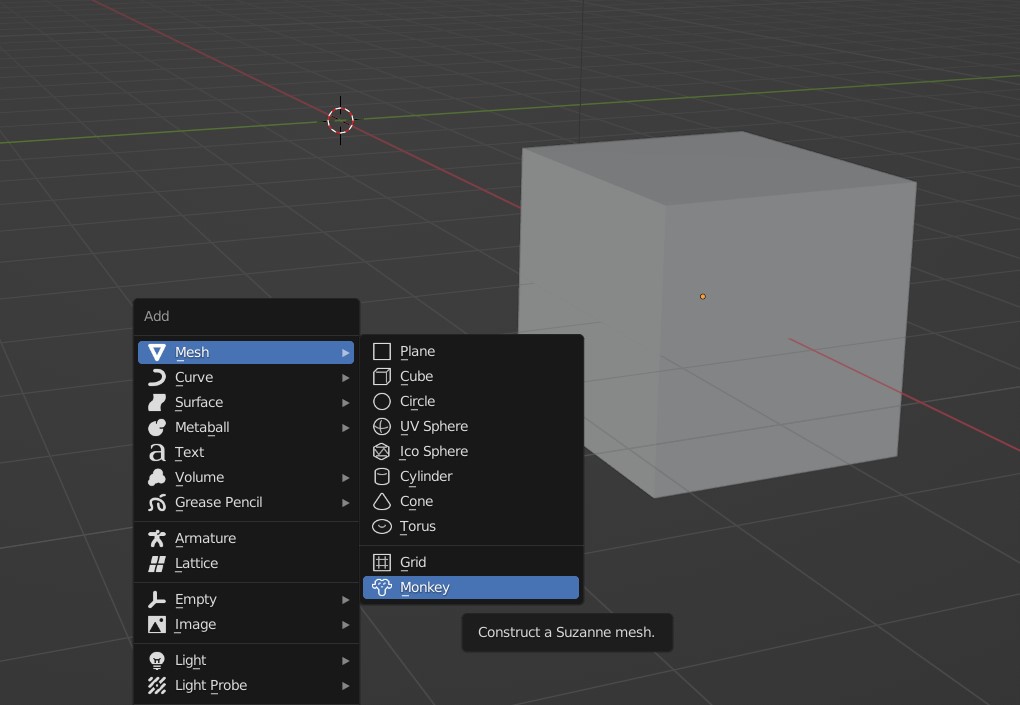 Add
Mesh
Curve
Surface
Metaball
Text
Volume
Grease Pencil
Armature
Lattice
Empty
Image
Light
Light Probe
Plane
Cube
Circle
UV Sphere
Ico Sphere
Cylinder
Cone
Torus
Grid
Monkey
Construct a Suzanne mesh.